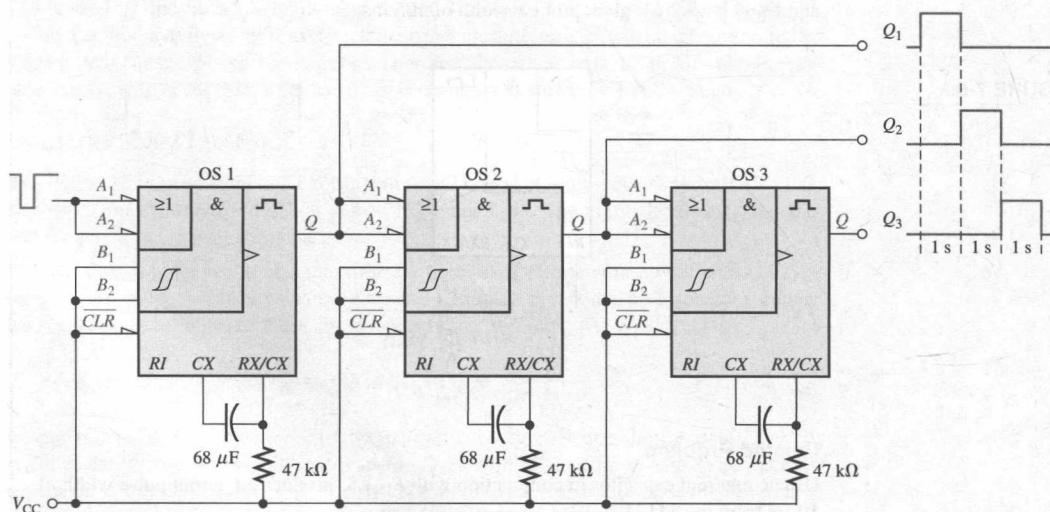 Q1
Q2
OS 1
OS 2
OS 3
A1
≥1
&
Q
A1
≥1
&
Q
A1
≥1
&
Q
A2
A2
A2
Q3
B1
B1
B1
1 s
1 s
1 s
B2
B2
B2
CLR
CLR
CLR
RI
CX
RX/CX
RI
CX
RX/CX
RI
CX
RX/CX
68 μF
47 kΩ
68 μF
47 kΩ
68 μF
47 kΩ
VCC